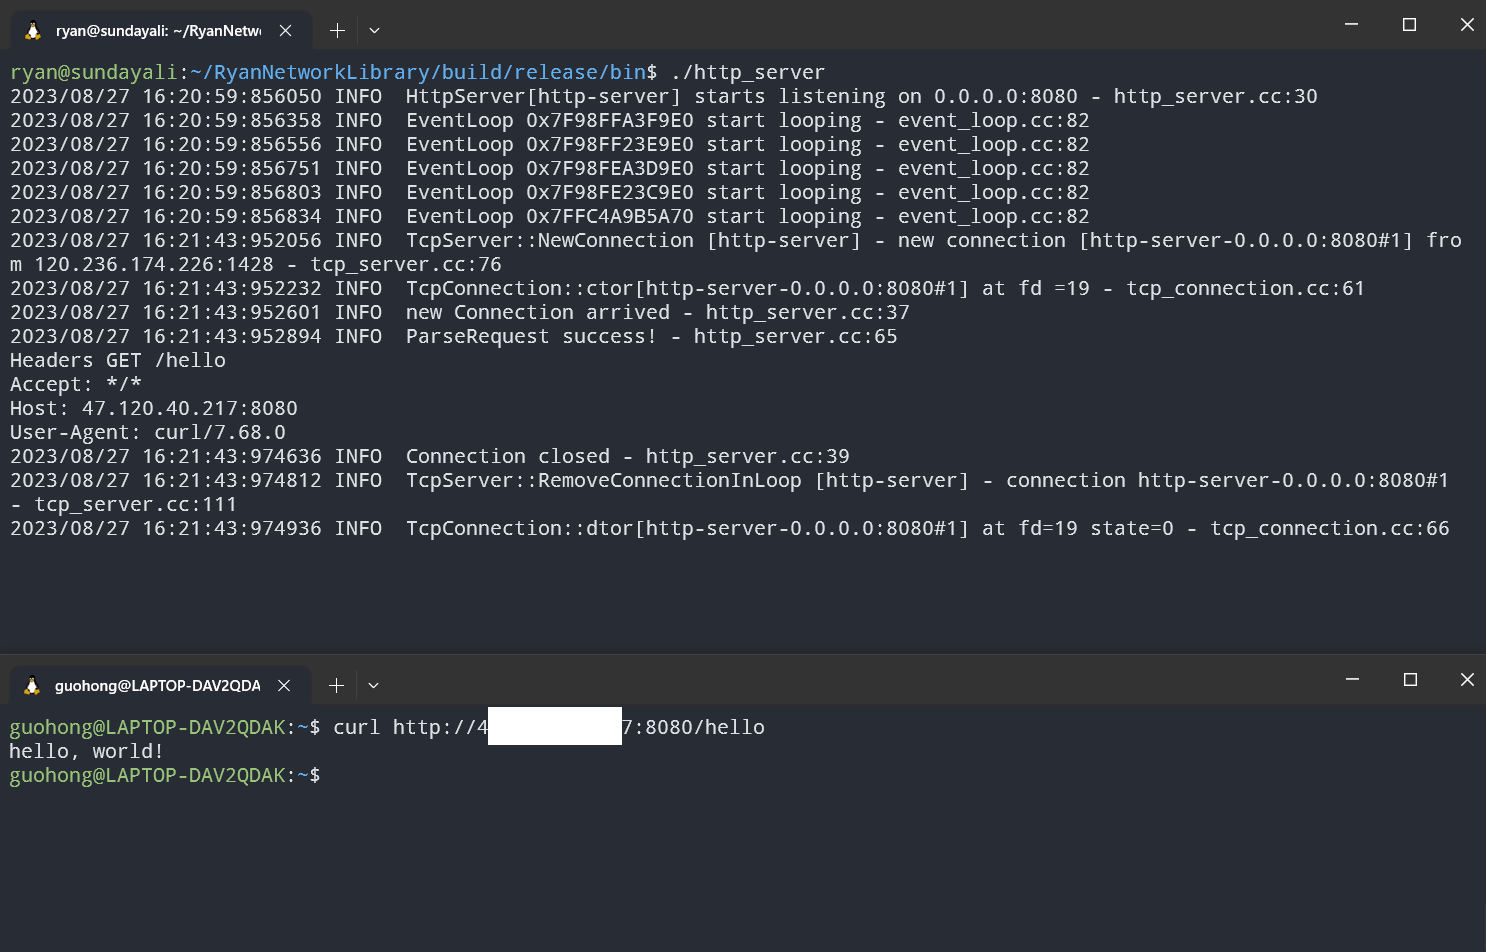 ryan@sundayali: ~/RyanNetw
ryan@sundayali:~/RyanNetworkLibrary/build/release/bin$ ./http_server
2023/08/27 16:20:59:856050 INFO  HttpServer[http-server] starts listening on 0.0.0.0:8080 - http_server.cc:30
2023/08/27 16:20:59:856358 INFO  EventLoop 0x7F98FFA3F9E0 start looping - event_loop.cc:82
2023/08/27 16:20:59:856556 INFO  EventLoop 0x7F98FF23E9E0 start looping - event_loop.cc:82
2023/08/27 16:20:59:856751 INFO  EventLoop 0x7F98FEA3D9E0 start looping - event_loop.cc:82
2023/08/27 16:20:59:856803 INFO  EventLoop 0x7F98FE23C9E0 start looping - event_loop.cc:82
2023/08/27 16:20:59:856834 INFO  EventLoop 0x7FFC4A9B5A70 start looping - event_loop.cc:82
2023/08/27 16:21:43:952056 INFO  TcpServer::NewConnection [http-server] - new connection [http-server-0.0.0.0:8080#1] fro
m 120.236.174.226:1428 - tcp_server.cc:76
2023/08/27 16:21:43:952232 INFO  TcpConnection::ctor[http-server-0.0.0.0:8080#1] at fd =19 - tcp_connection.cc:61
2023/08/27 16:21:43:952601 INFO  new Connection arrived - http_server.cc:37
2023/08/27 16:21:43:952894 INFO  ParseRequest success! - http_server.cc:65
Headers GET /hello
Accept: */*
Host: 47.120.40.217:8080
User-Agent: curl/7.68.0
2023/08/27 16:21:43:974636 INFO  Connection closed - http_server.cc:39
2023/08/27 16:21:43:974812 INFO  TcpServer::RemoveConnectionInLoop [http-server] - connection http-server-0.0.0.0:8080#1
- tcp_server.cc:111
2023/08/27 16:21:43:974936 INFO  TcpConnection::dtor[http-server-0.0.0.0:8080#1] at fd=19 state=0 - tcp_connection.cc:66
guohong@LAPTOP-DAV2QDA
guohong@LAPTOP-DAV2QDAK:~$ curl http://4 7:8080/hello
hello, world!
guohong@LAPTOP-DAV2QDAK:~$